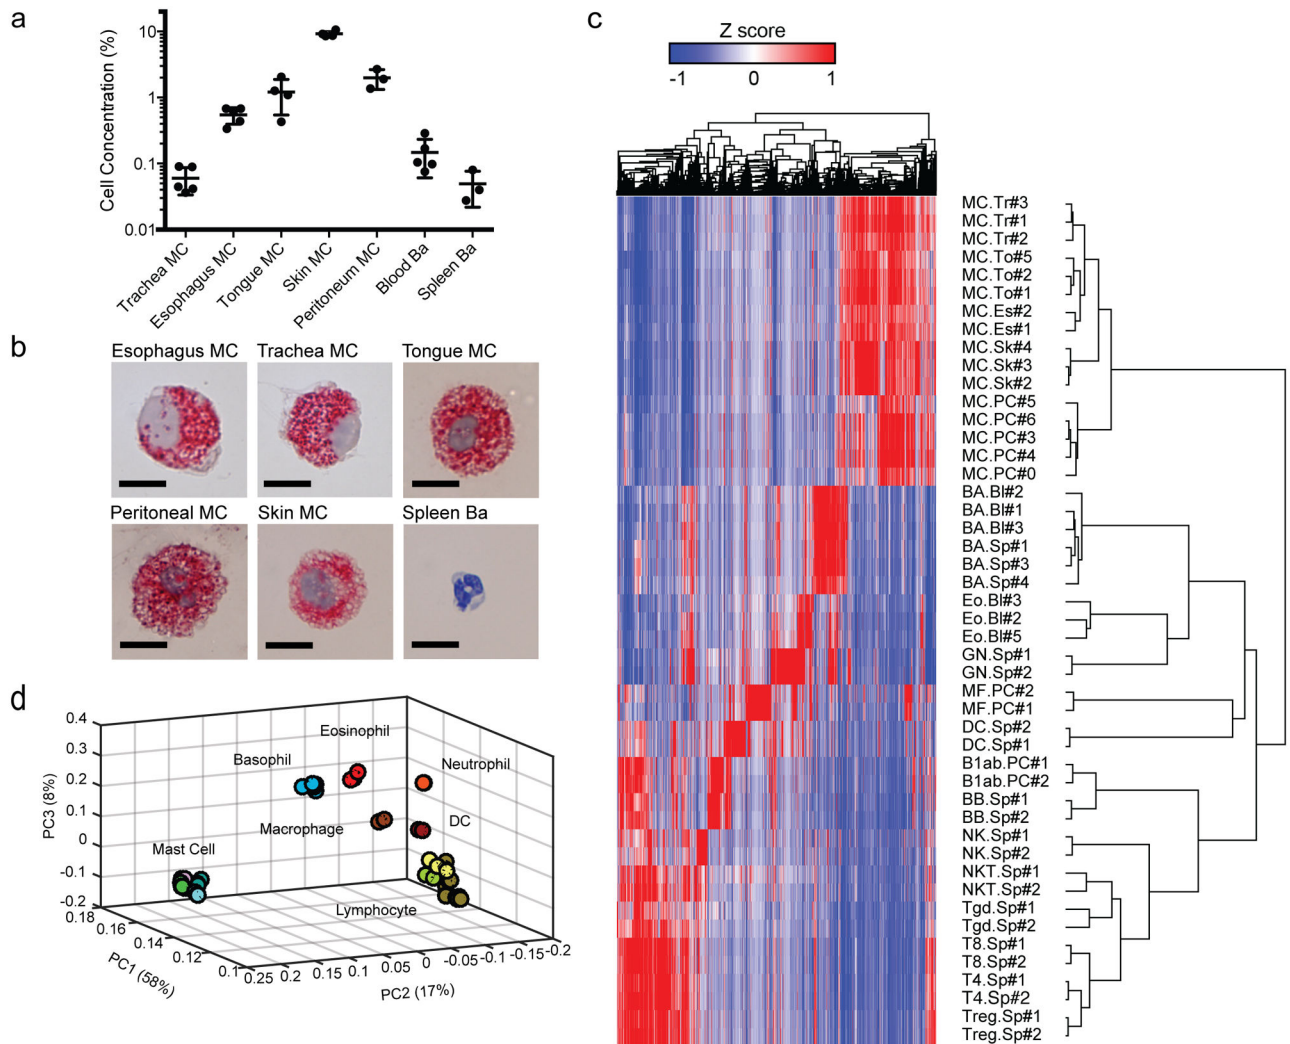 a
Cell Concentration (%)
10
1
0.1
0.01
Trachea MC
Esophagus MC
Tongue MC
Skin MC
Peritoneum MC
Blood Ba
Spleen Ba
b
Esophagus MC
Trachea MC
Tongue MC
Peritoneal MC
Skin MC
Spleen Ba
c
Z score
-1 0 1
MC.Tr#3
MC.Tr#1
MC.Tr#2
MC.To#5
MC.To#2
MC.To#1
MC.Es#2
MC.Es#1
MC.Sk#4
MC.Sk#3
MC.Sk#2
MC.PC#5
MC.PC#6
MC.PC#3
MC.PC#4
MC.PC#0
BA.Bl#2
BA.Bl#1
BA.Bl#3
BA.Sp#1
BA.Sp#3
BA.Sp#4
Eo.Bl#3
Eo.Bl#2
Eo.Bl#5
GN.Sp#1
GN.Sp#2
MF.PC#2
MF.PC#1
DC.Sp#2
DC.Sp#1
B1ab.PC#1
B1ab.PC#2
BB.Sp#1
BB.Sp#2
NK.Sp#1
NK.Sp#2
NKT.Sp#1
NKT.Sp#2
Tgd.Sp#1
Tgd.Sp#2
T8.Sp#1
T8.Sp#2
T4.Sp#1
T4.Sp#2
Treg.Sp#1
Treg.Sp#2
d
PC3 (8%)
0.4
0.3
0.2
0.1
0
-0.1
-0.2
Eosinophil
Basophil
Neutrophil
Macrophage
DC
Mast Cell
Lymphocyte
0.18
0.16
0.14
0.12
0.1
PC1 (58%)
0.25 0.2 0.15 0.1 0.05 0 -0.05 -0.1 -0.15 -0.2
PC2 (17%)